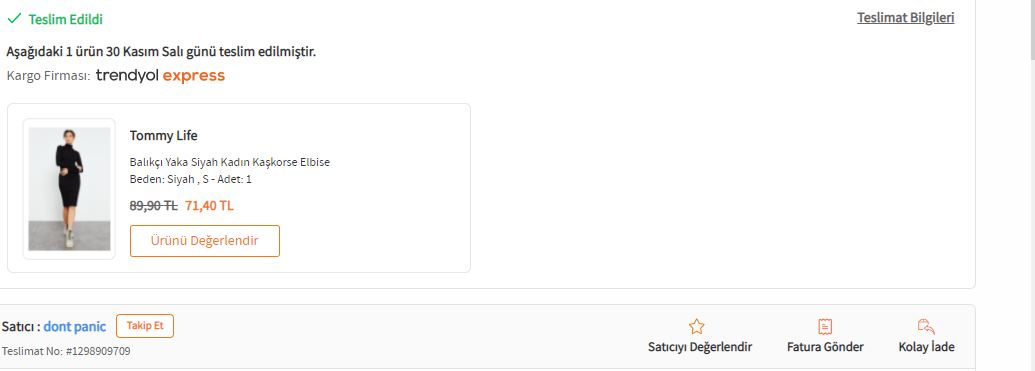 Teslim Edildi
Teslimat Bilgileri
Aşağıdaki 1 ürün 30 Kasım Salı günü teslim edilmiştir.
Kargo Firması: trendyol express
Tommy Life
Balıkçı Yaka Siyah Kadın Kaşkorse Elbise
Beden: Siyah , S - Adet: 1
89,90 TL 71,40 TL
Ürünü Değerlendir
Satıcı : dont panic Takip Et
Teslimat No: #1298909709
Satıcıyı Değerlendir
Fatura Gönder
Kolay İade